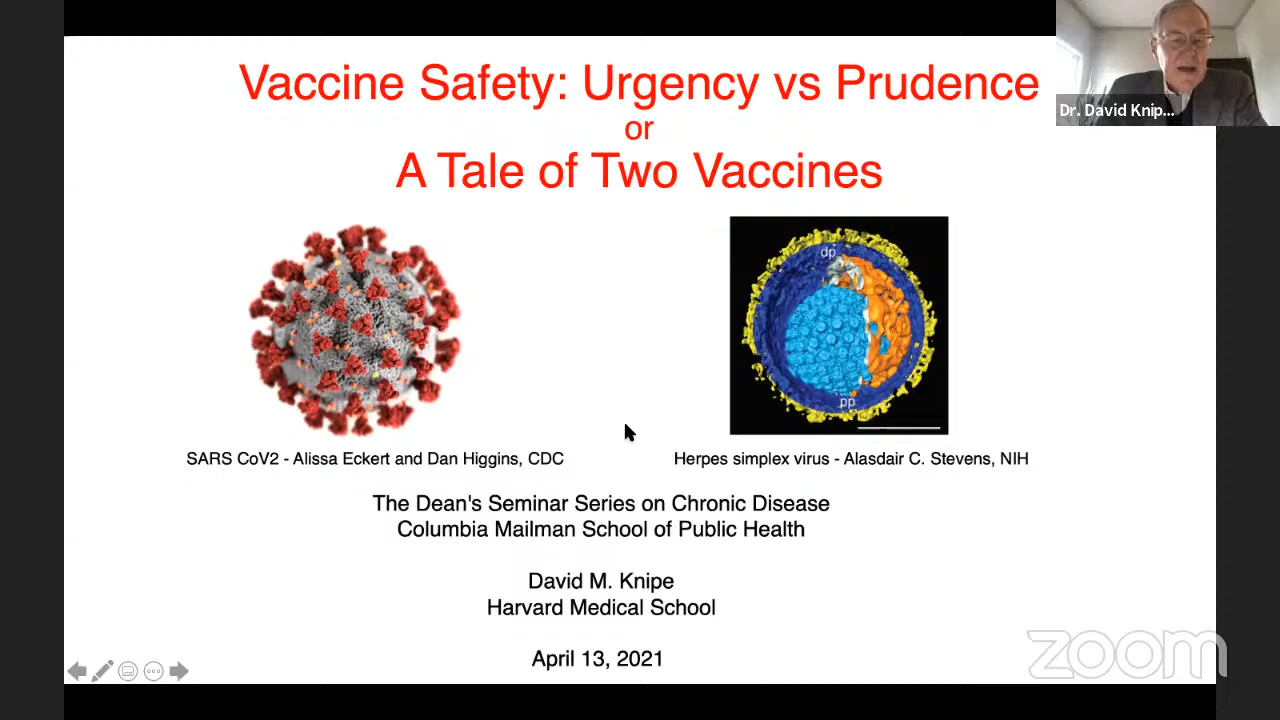 Vaccine Safety: Urgency vs Prudence
or
A Tale of Two Vaccines
Dr. David Knip...
dp
pp
SARS CoV2 - Alissa Eckert and Dan Higgins, CDC
Herpes simplex virus - Alasdair C. Stevens, NIH
The Dean's Seminar Series on Chronic Disease
Columbia Mailman School of Public Health
David M. Knipe
Harvard Medical School
April 13, 2021
zoom